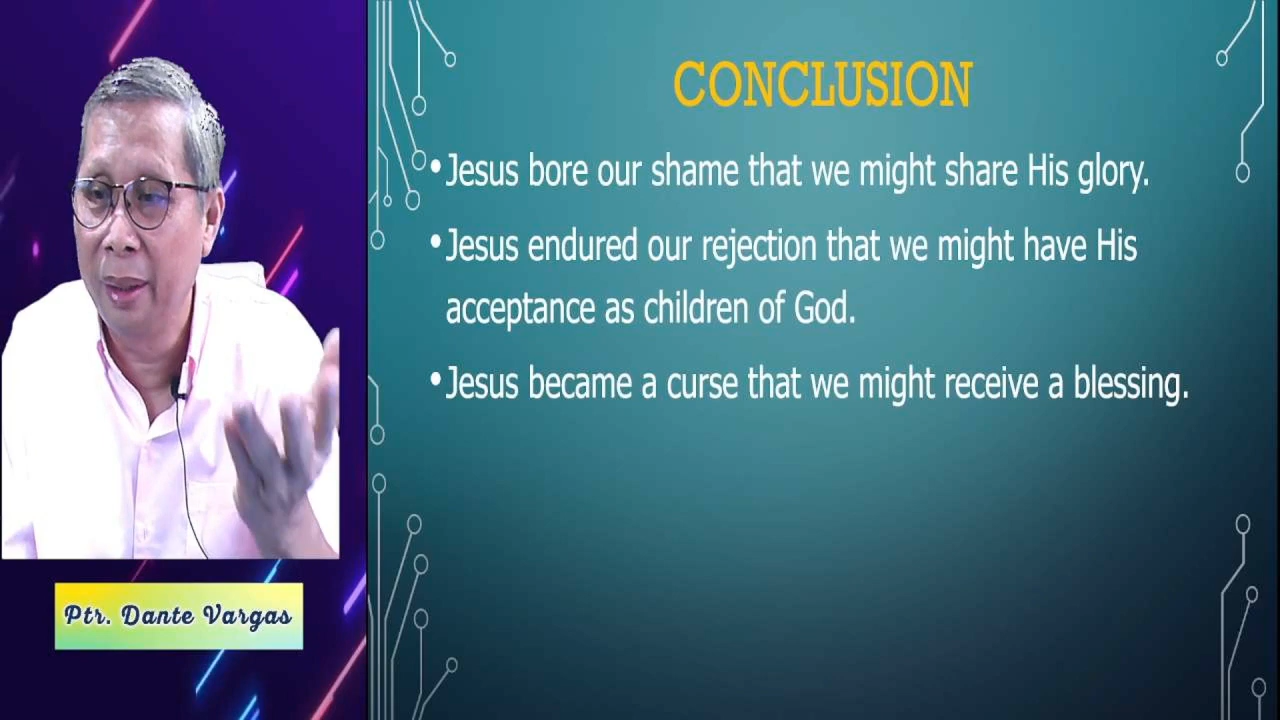 CONCLUSION
•Jesus bore our shame that we might share His glory.
•Jesus endured our rejection that we might have His
acceptance as children of God.
•Jesus became a curse that we might receive a blessing.
Ptr. Dante Vargas